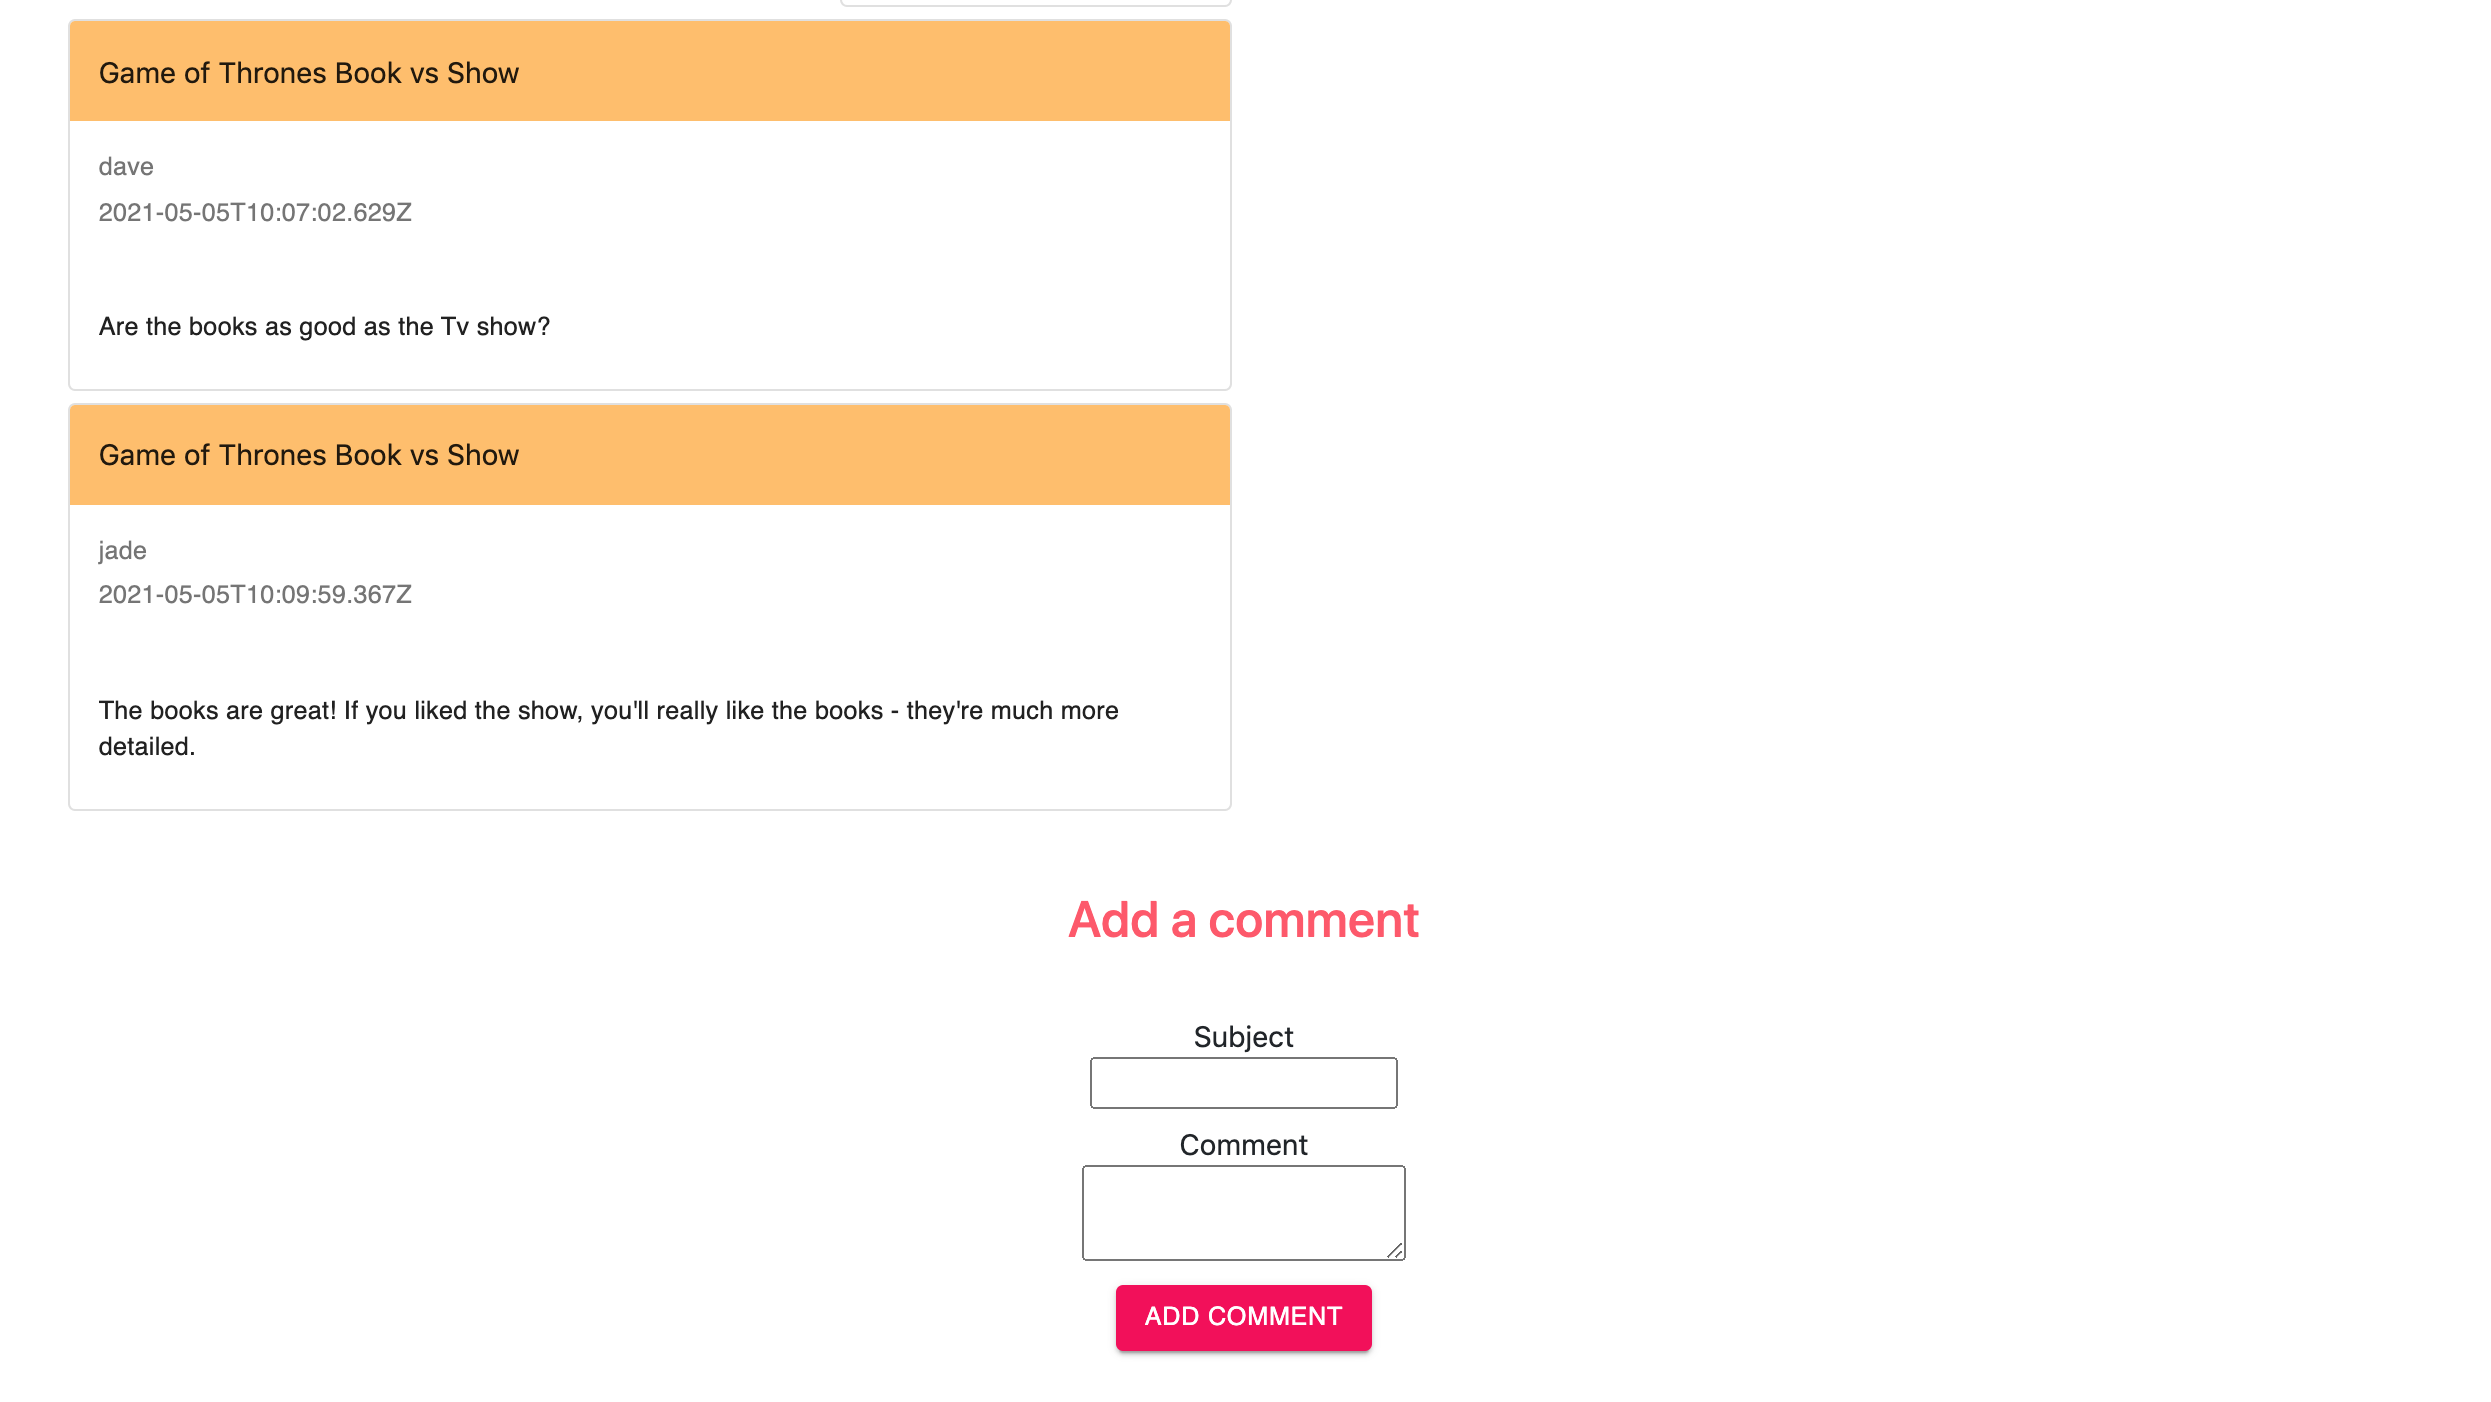 Game of Thrones Book vs Show
dave
2021-05-05T10:07:02.629Z
Are the books as good as the Tv show?
Game of Thrones Book vs Show
jade
2021-05-05T10:09:59.367Z
The books are great! If you liked the show, you'll really like the books - they're much more
detailed.
Add a comment
Subject
Comment
ADD COMMENT